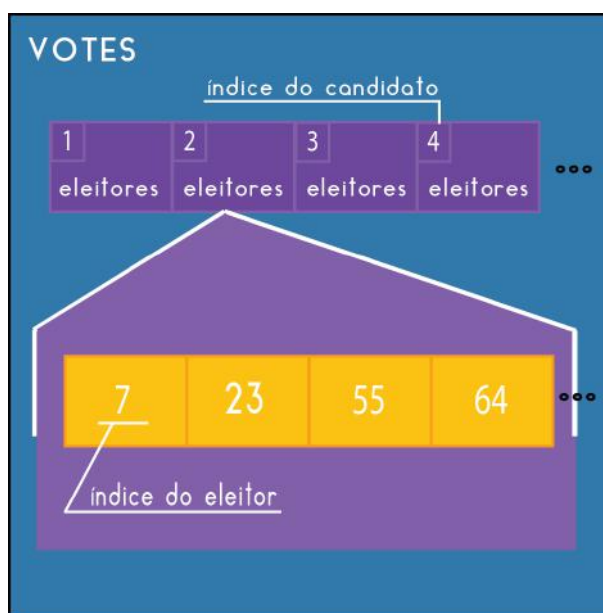 VOTES
índice do candidato
1 2 3 4
eleitores eleitores eleitores eleitores
7 23 55 64
índice do eleitor